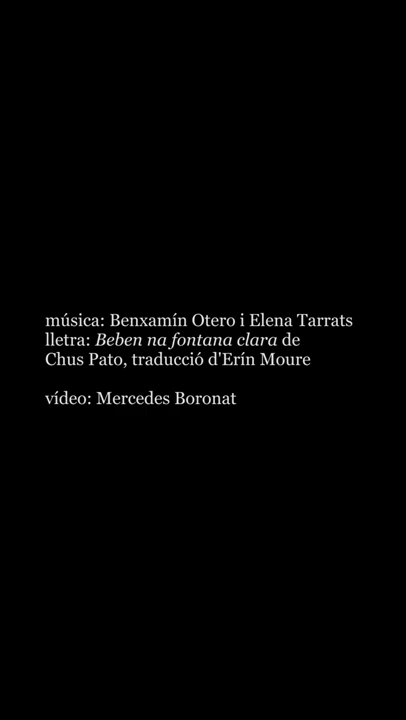 música: Benxamín Otero i Elena Tarrats
lletra: Beben na fontana clara de
Chus Pato, traducció d'Erín Moure
vídeo: Mercedes Boronat